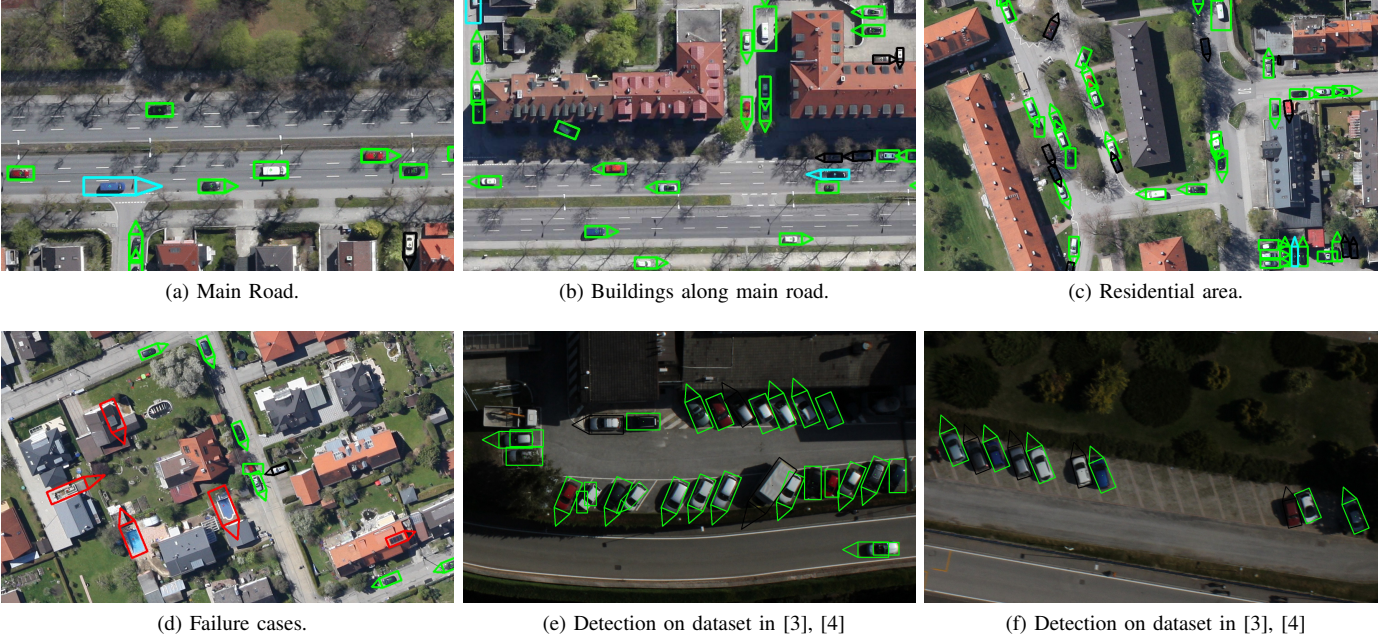 (a) Main Road.
(b) Buildings along main road.
(c) Residential area.
(d) Failure cases.
(e) Detection on dataset in [3], [4]
(f) Detection on dataset in [3], [4]